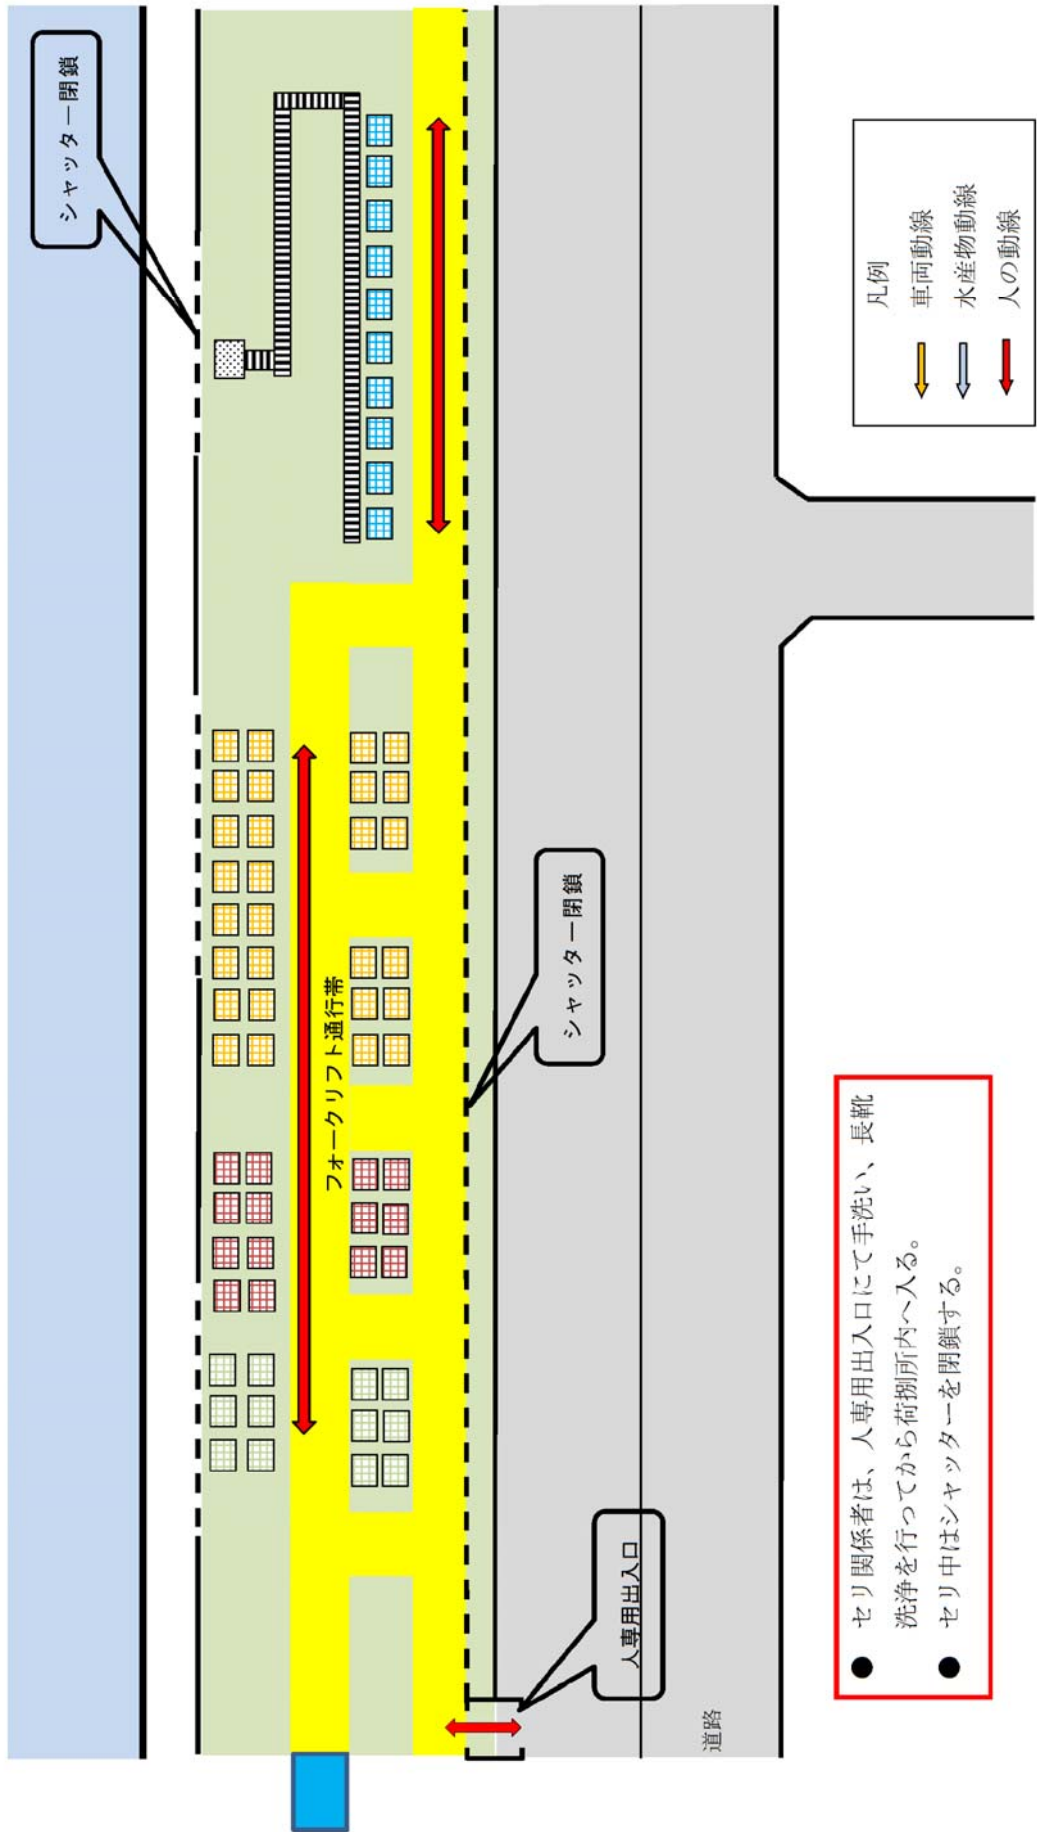 シャッター閉鎖
フォークリフト通行帯
シャッター閉鎖
人専用出入口
道路
凡例
車両動線
水産物動線
人の動線
● セリ関係者は、人専用出入口にて手洗い、長靴
洗浄を行ってから荷捌所内へ入る。
● セリ中はシャッターを閉鎖する。